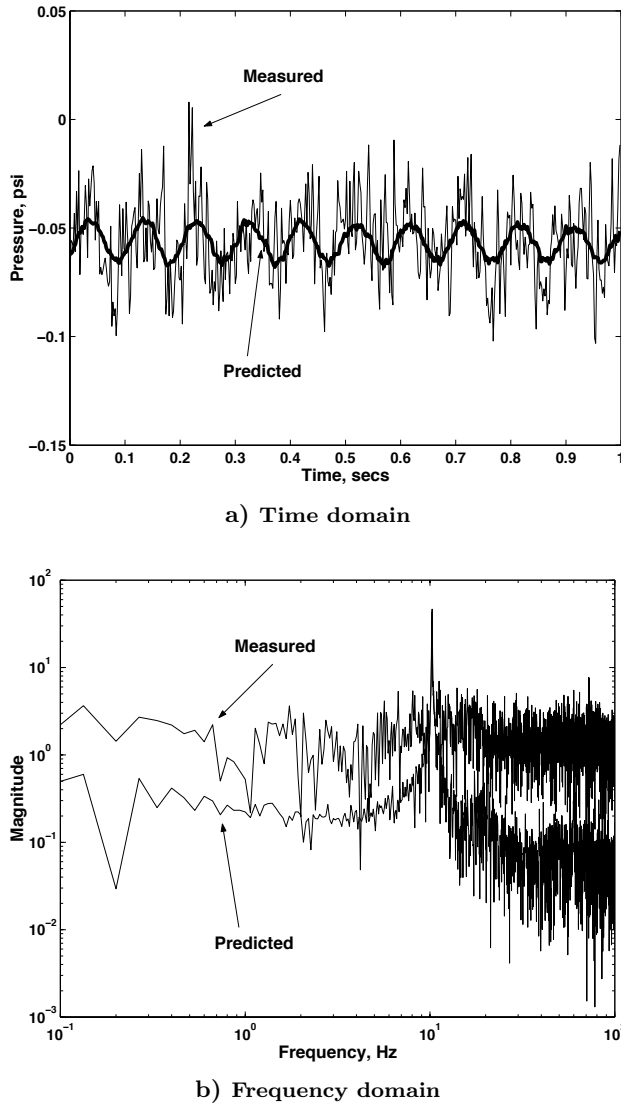 0.05
0
−0.05
−0.1
−0.15
Pressure, psi
Measured
Predicted
0 0.1 0.2 0.3 0.4 0.5 0.6 0.7 0.8 0.9 1
Time, secs
a) Time domain
10^2
10^1
10^0
10^-1
10^-2
10^-3
Magnitude
Measured
Predicted
10^-1 10^0 10^1
Frequency, Hz
b) Frequency domain